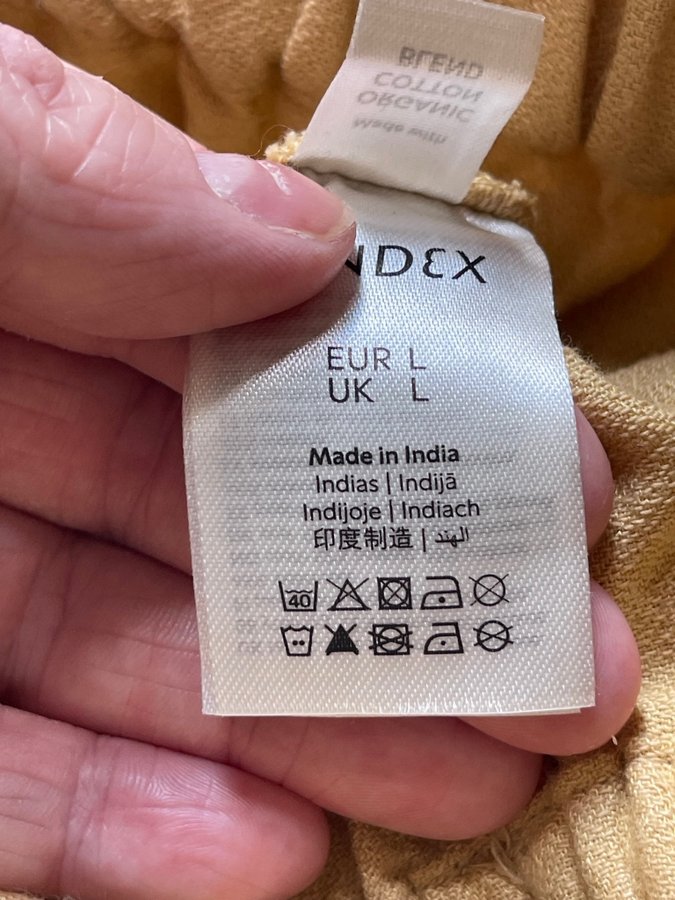 Made with
ORGANIC
COTTON
BLEND
EUR L
UK L
Made in India
Indias | Indijā
Indijoje | Indiach
印度制造 | الهند
40